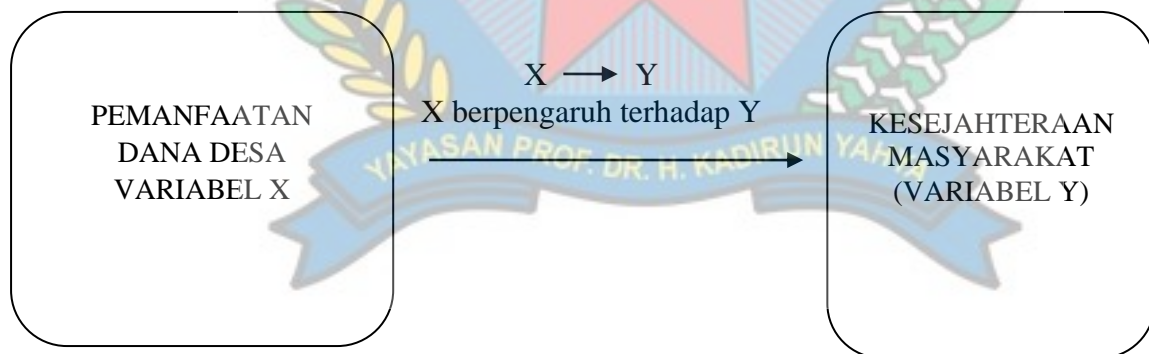 PEMANFAATAN
DANA DESA
VARIABEL X
X → Y
X berpengaruh terhadap Y
YAYASAN PROF. DR. H. KADIRUN YAHYA
KESEJAHTERAAN
MASYARAKAT
(VARIABEL Y)